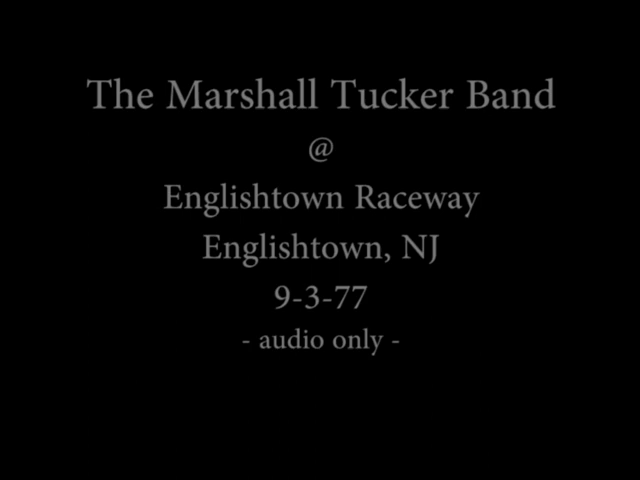 The Marshall Tucker Band
@
Englishtown Raceway
Englishtown, NJ
9-3-77
- audio only -